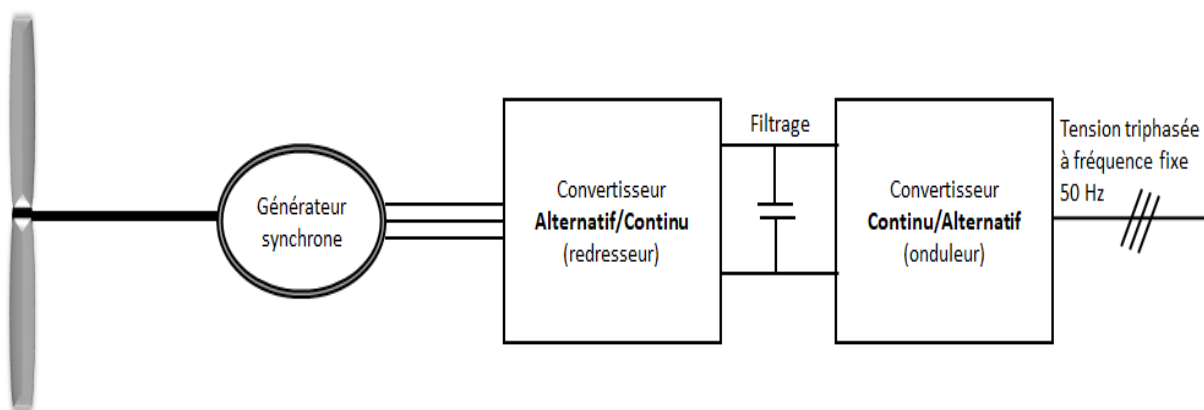 Générateur
synchrone
Convertisseur
Alternatif/Continu
(redresseur)
Filtrage
Convertisseur
Continu/Alternatif
(onduleur)
Tension triphasée
à fréquence fixe
50 Hz